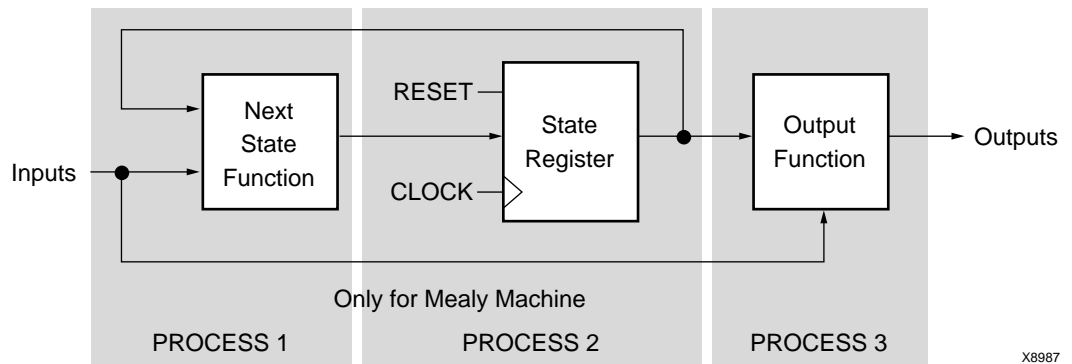 Next
State
Function
RESET
CLOCK
State
Register
Output
Function
Inputs
Outputs
Only for Mealy Machine
PROCESS 1
PROCESS 2
PROCESS 3
X8987